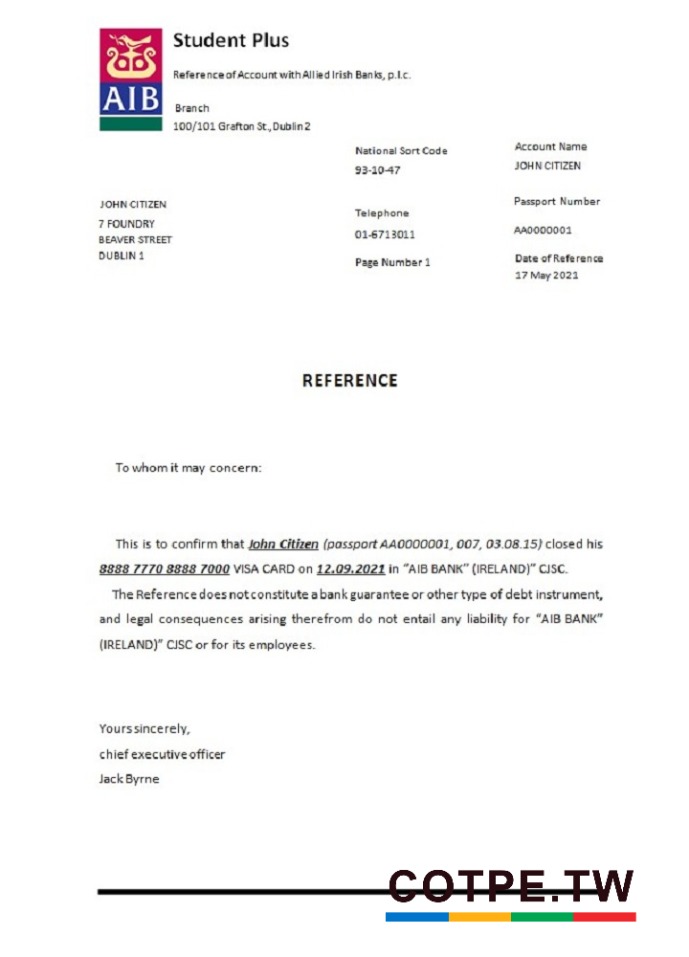 Student Plus
Reference of Account with Allied Irish Banks, p.l.c.
AIB
Branch
100/101 Grafton St., Dublin 2
National Sort Code
93-10-47
Account Name
JOHN CITIZEN
JOHN CITIZEN
7 FOUNDRY
BEAVER STREET
DUBLIN 1
Telephone
01-6713011
Page Number 1
Passport Number
AA0000001
Date of Reference
17 May 2021
REFERENCE
To whom it may concern:
This is to confirm that John Citizen (passport AA0000001, 007, 03.08.15) closed his
8888 7770 8888 7000 VISA CARD on 12.09.2021 in “AIB BANK” (IRELAND)” CJSC.
The Reference does not constitute a bank guarantee or other type of debt instrument,
and legal consequences arising therefrom do not entail any liability for “AIB BANK”
(IRELAND)” CJSC or for its employees.
Yours sincerely,
chief executive officer
Jack Byrne
COTPE.TW